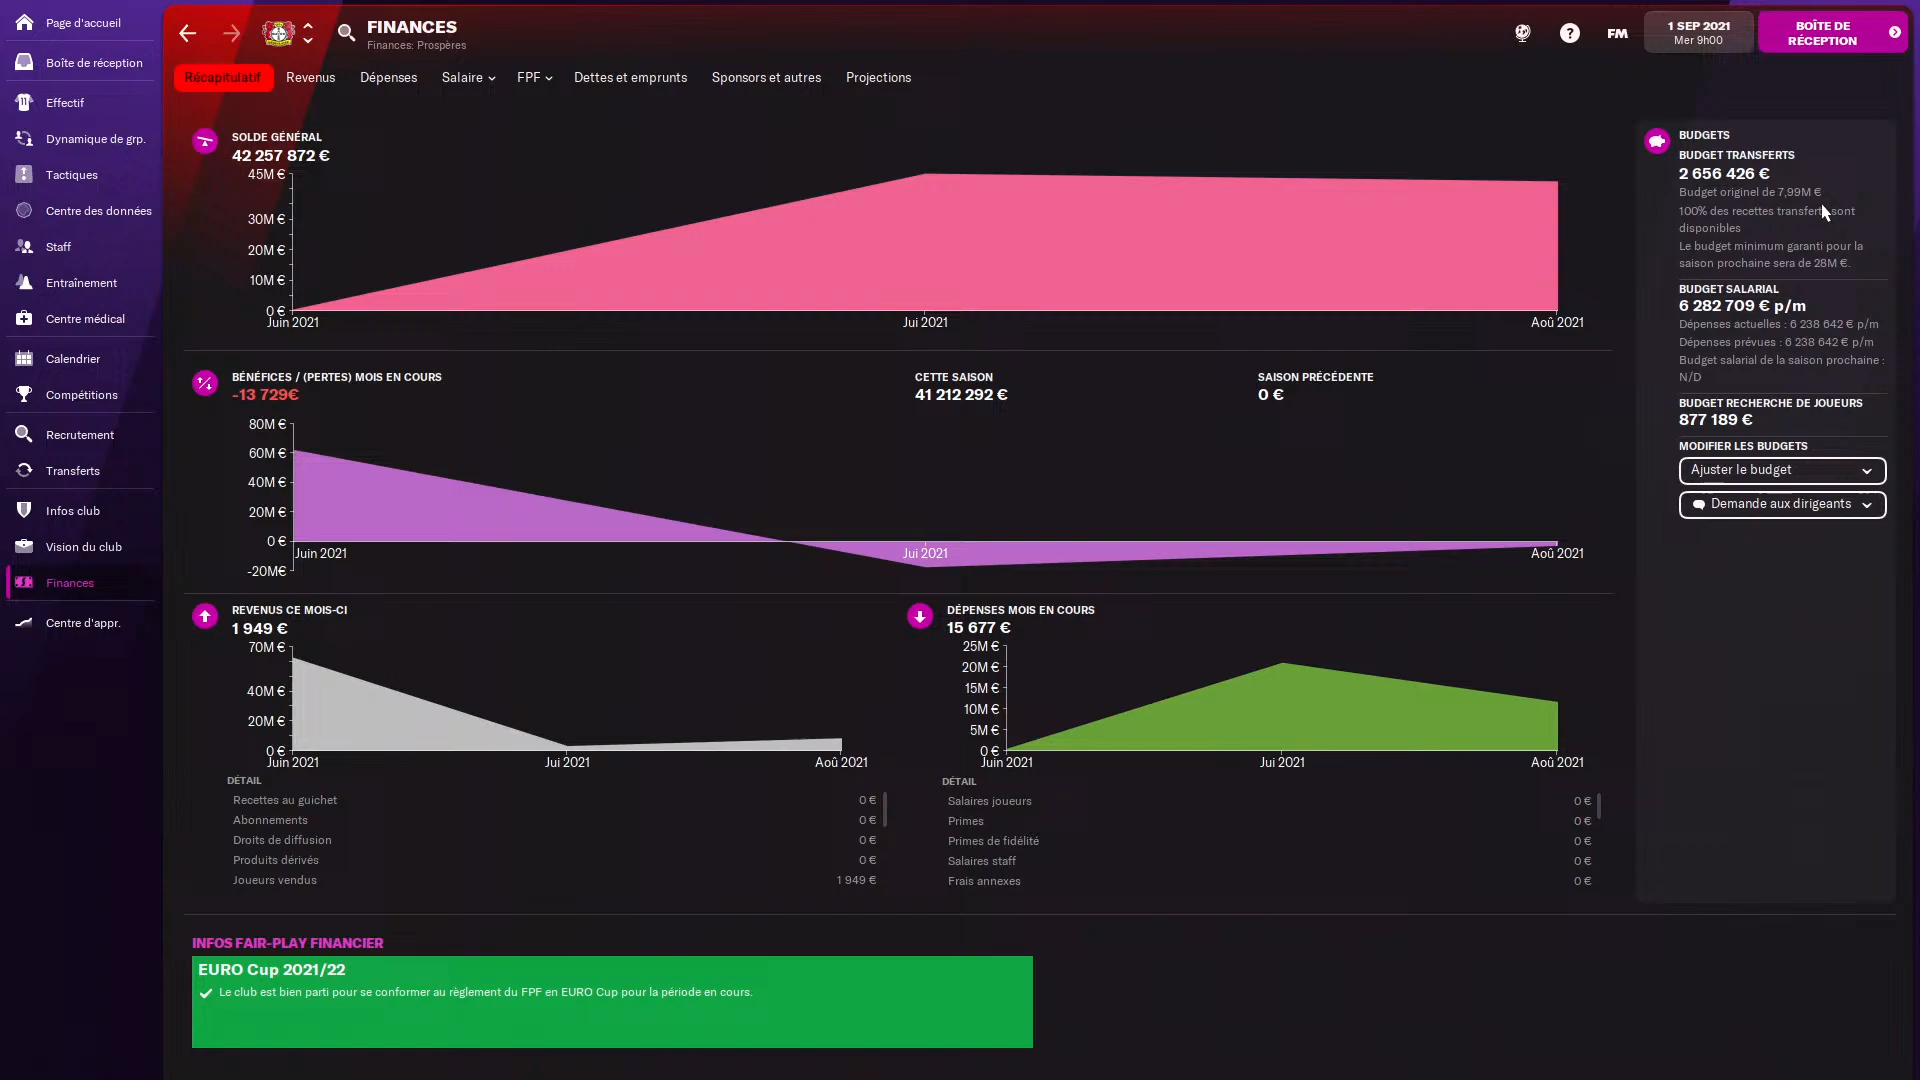 Page d'accueil
Boîte de réception
Effectif
Dynamique de grp.
Tactiques
Centre des données
Staff
Entraînement
Centre médical
Calendrier
Compétitions
Recrutement
Transferts
Infos club
Vision du club
Finances
Centre d'appr.
FINANCES
Finances: Prospères
FM
1 SEP 2021
Mer 9h00
BOÎTE DE
RÉCEPTION
Récapitulatif
Revenus
Dépenses
Salaire
FPF
Dettes et emprunts
Sponsors et autres
Projections
SOLDE GÉNÉRAL
42 257 872 €
45M €
30M €
20M €
10M €
0 €
Juin 2021
Jui 2021
Aoû 2021
BÉNÉFICES / (PERTES) MOIS EN COURS
-13 729€
CETTE SAISON
41 212 292 €
SAISON PRÉCÉDENTE
0 €
80M €
60M €
40M €
20M €
0 €
-20M€
Juin 2021
Jui 2021
Aoû 2021
REVENUS CE MOIS-CI
1 949 €
70M €
40M €
20M €
0 €
Juin 2021
Jui 2021
Aoû 2021
DÉTAIL
Recettes au guichet 0 €
Abonnements 0 €
Droits de diffusion 0 €
Produits dérivés 0 €
Joueurs vendus 1 949 €
DÉPENSES MOIS EN COURS
15 677 €
25M €
20M €
15M €
10M €
5M €
0 €
Juin 2021
Jui 2021
Aoû 2021
DÉTAIL
Salaires joueurs 0 €
Primes 0 €
Primes de fidélité 0 €
Salaires staff 0 €
Frais annexes 0 €
INFOS FAIR-PLAY FINANCIER
EURO Cup 2021/22
Le club est bien parti pour se conformer au règlement du FPF en EURO Cup pour la période en cours.
BUDGETS
BUDGET TRANSFERTS
2 656 426 €
Budget originel de 7,99M €
100% des recettes transferts sont
disponibles
Le budget minimum garanti pour la
saison prochaine sera de 28M €.
BUDGET SALARIAL
6 282 709 € p/m
Dépenses actuelles : 6 238 642 € p/m
Dépenses prévues : 6 238 642 € p/m
Budget salarial de la saison prochaine :
N/D
BUDGET RECHERCHE DE JOUEURS
877 189 €
MODIFIER LES BUDGETS
Ajuster le budget
Demande aux dirigeants